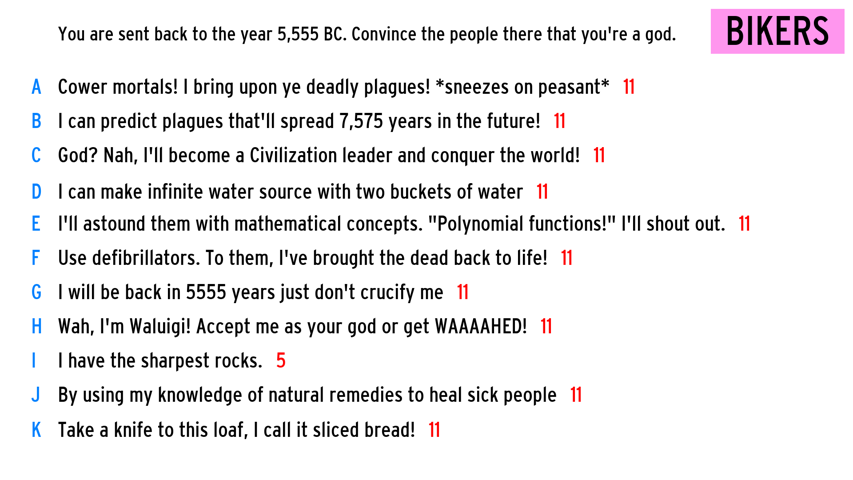 You are sent back to the year 5,555 BC. Convince the people there that you're a god.
BIKERS
A Cower mortals! I bring upon ye deadly plagues! *sneezes on peasant* 11
B I can predict plagues that'll spread 7,575 years in the future! 11
C God? Nah, I'll become a Civilization leader and conquer the world! 11
D I can make infinite water source with two buckets of water 11
E I'll astound them with mathematical concepts. "Polynomial functions!" I'll shout out. 11
F Use defibrillators. To them, I've brought the dead back to life! 11
G I will be back in 5555 years just don't crucify me 11
H Wah, I'm Waluigi! Accept me as your god or get WAAAAHED! 11
I I have the sharpest rocks. 5
J By using my knowledge of natural remedies to heal sick people 11
K Take a knife to this loaf, I call it sliced bread! 11